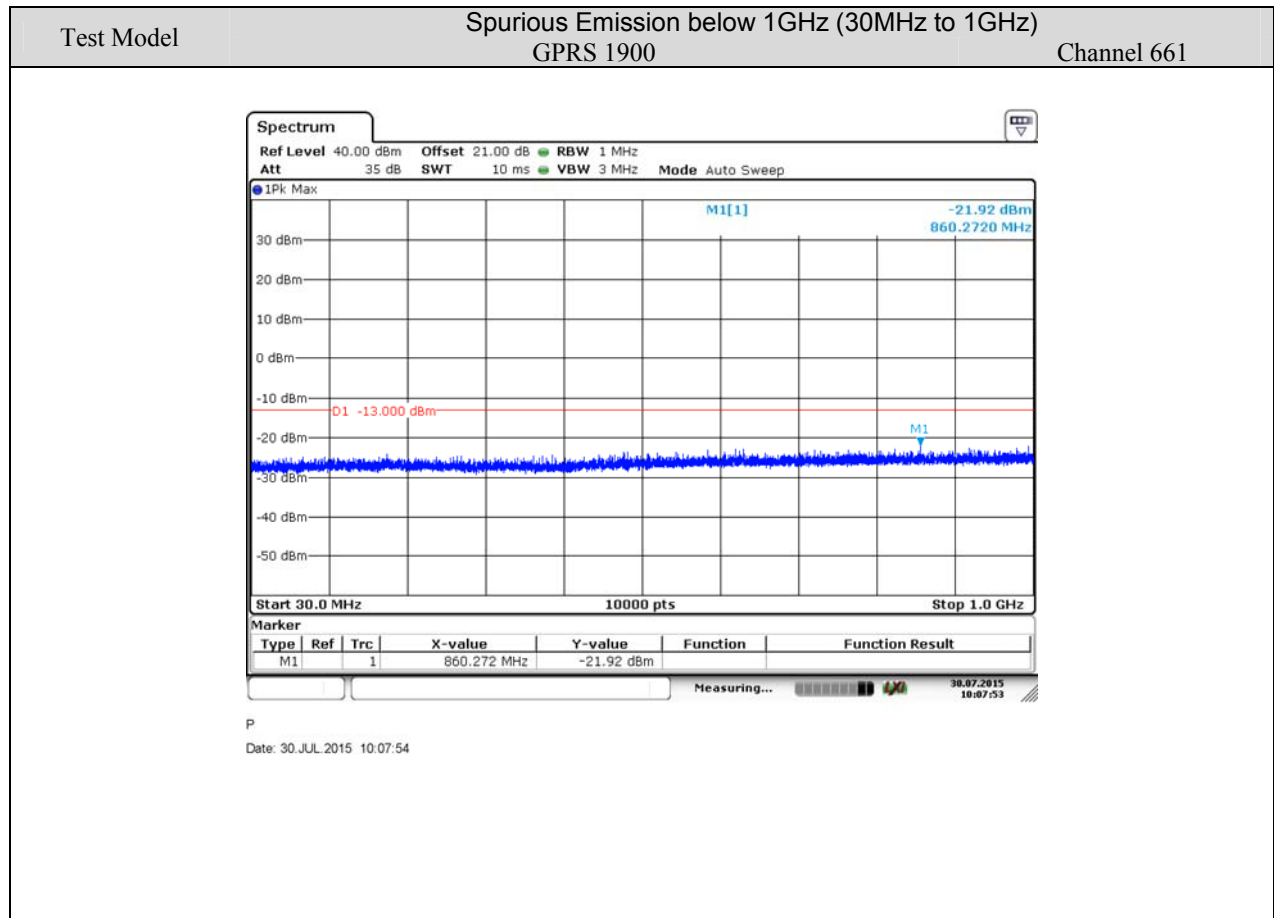 Test Model
Spurious Emission below 1GHz (30MHz to 1GHz)
GPRS 1900 Channel 661
Spectrum
Ref Level 40.00 dBm Offset 21.00 dB RBW 1 MHz
Att 35 dB SWT 10 ms VBW 3 MHz Mode Auto Sweep
1Pk Max
M1[1] -21.92 dBm
860.2720 MHz
30 dBm
20 dBm
10 dBm
0 dBm
-10 dBm
D1 -13.000 dBm
M1
-20 dBm
-30 dBm
-40 dBm
-50 dBm
Start 30.0 MHz 10000 pts Stop 1.0 GHz
Marker
Type Ref Trc X-value Y-value Function Function Result
M1 1 860.272 MHz -21.92 dBm
Measuring... LXI 30.07.2015
10:07:53
P
Date: 30.JUL.2015 10:07:54